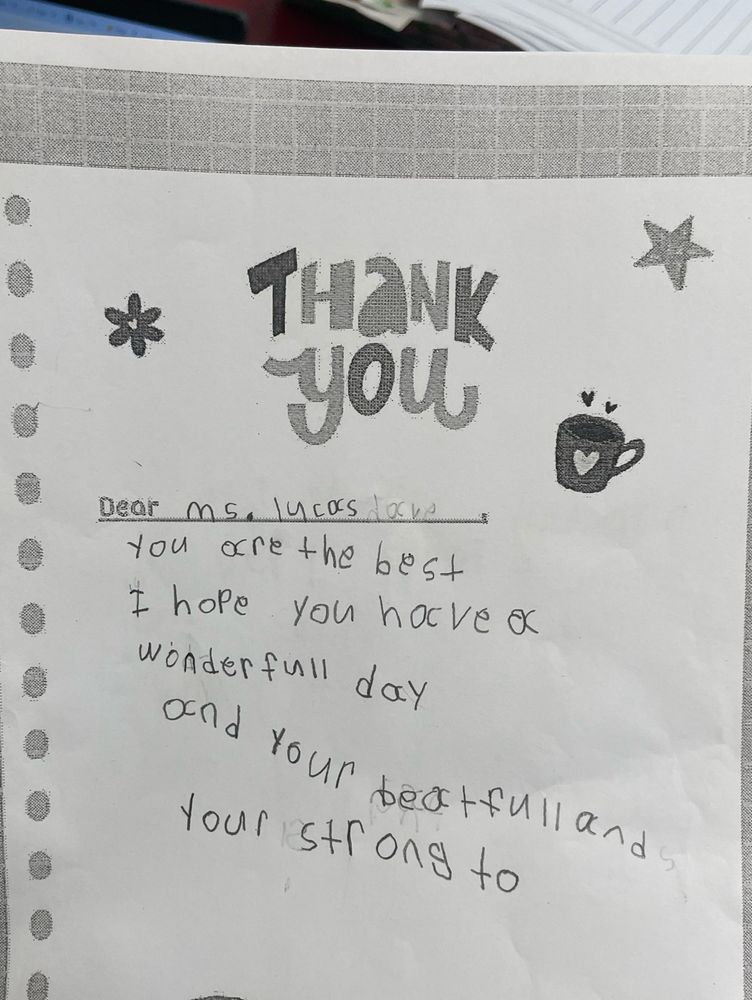 THANK
YOU
Dear ms. lucas
you are the best
I hope you have a
wonderfull day
and your beatfull and
your strong to